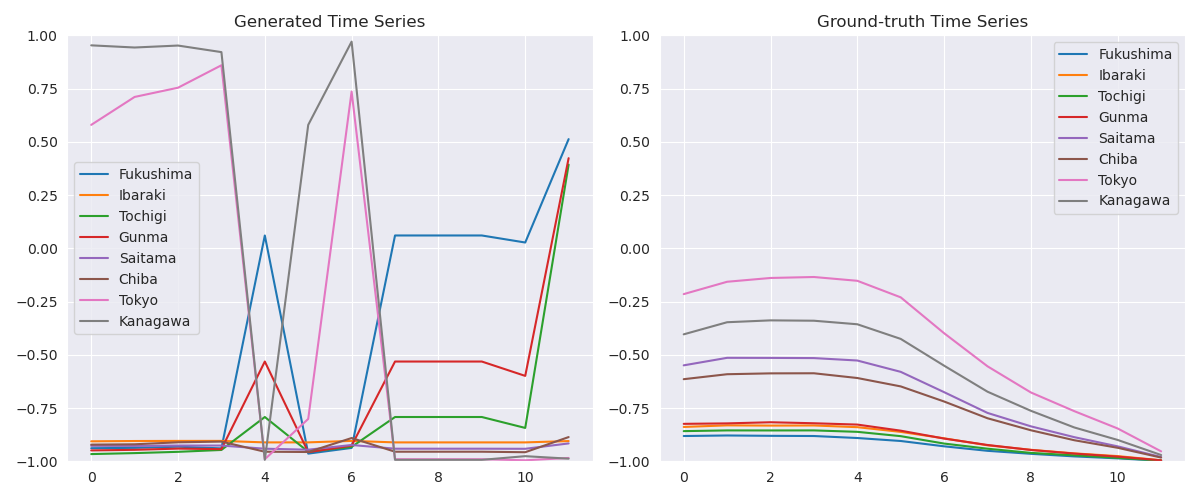 Generated Time Series
1.00
0.75
0.50
0.25
0.00
−0.25
−0.50
−0.75
−1.00
0
2
4
6
8
10
Fukushima
Ibaraki
Tochigi
Gunma
Saitama
Chiba
Tokyo
Kanagawa
Ground-truth Time Series
1.00
0.75
0.50
0.25
0.00
−0.25
−0.50
−0.75
−1.00
0
2
4
6
8
10
Fukushima
Ibaraki
Tochigi
Gunma
Saitama
Chiba
Tokyo
Kanagawa